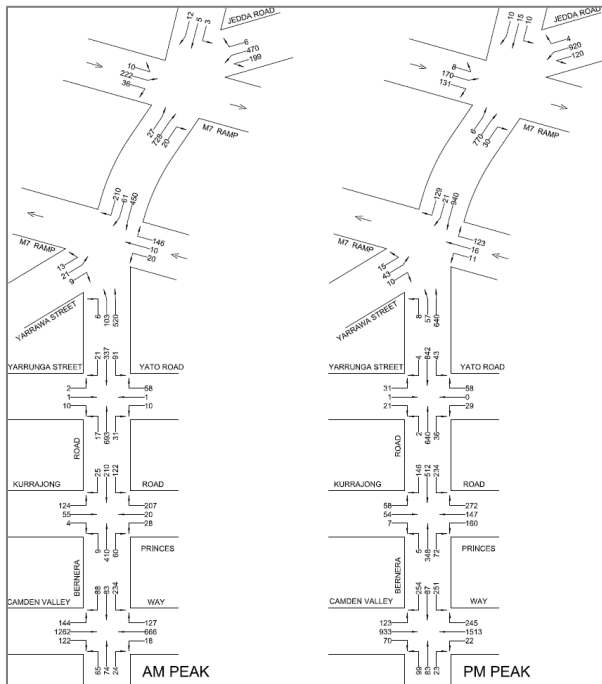 12 5 3
JEDDA ROAD
6
470
199
10
222
36
27 728 20
M7 RAMP
210 61 450
146
10
20
M7 RAMP
13
21
9
YARRAWA STREET
6 103 520
21 337 91
YARRUNGA STREET
YATO ROAD
2
1
10
58
1
10
17 693 31
ROAD
25 210 122
KURRAJONG
ROAD
124
55
4
207
20
28
9 410 60
PRINCES
BERNERA
88 83 234
CAMDEN VALLEY
WAY
144
1262
122
127
666
18
65 74 24
AM PEAK
10 15 10
JEDDA ROAD
4
920
120
8
170
131
6 770 30
M7 RAMP
129 21 940
123
16
11
M7 RAMP
15
43
10
YARRAWA STREET
8 57 640
4 842 43
YARRUNGA STREET
YATO ROAD
31
1
21
58
0
29
2 640 36
ROAD
146 512 234
KURRAJONG
ROAD
58
54
7
272
147
160
5 348 72
PRINCES
BERNERA
254 87 251
CAMDEN VALLEY
WAY
123
933
70
245
1513
22
99 83 23
PM PEAK